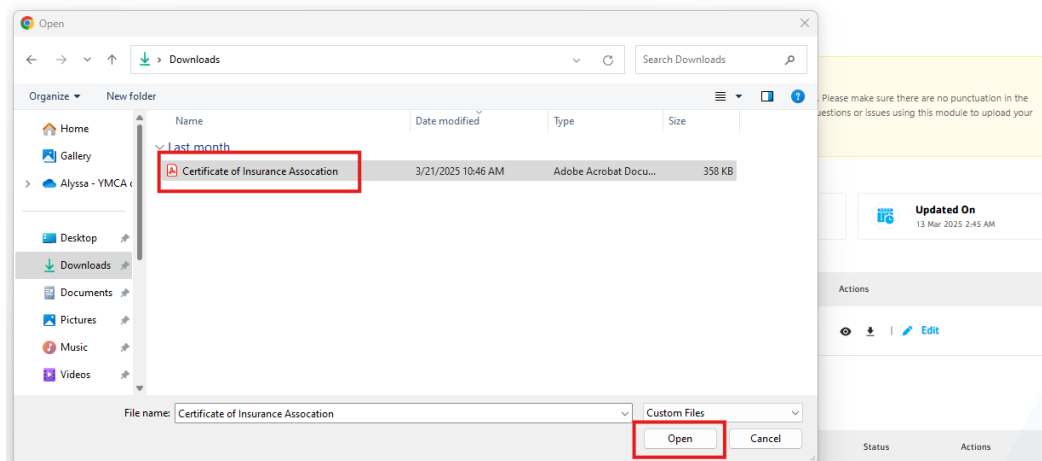 Open
Downloads
Search Downloads
Organize
New folder
Name
Date modified
Type
Size
Home
Gallery
Alyssa - YMCA
Desktop
Downloads
Documents
Pictures
Music
Videos
Last month
Certificate of Insurance Assocation
3/21/2025 10:46 AM
Adobe Acrobat Docu...
358 KB
File name:
Certificate of Insurance Assocation
Custom Files
Open
Cancel
. Please make sure there are no punctuation in the
uestions or issues using this module to upload your
Updated On
13 Mar 2025 2:45 AM
Actions
Edit
Status
Actions